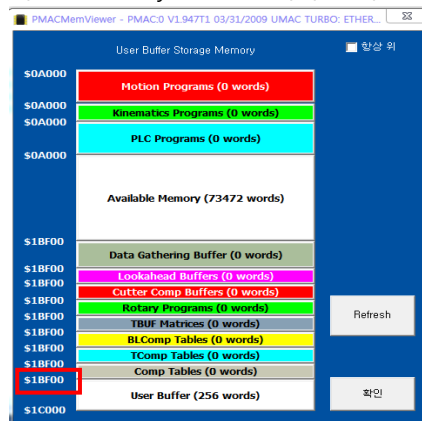 PMACMemViewer - PMAC:0 V1.947T1 03/31/2009 UMAC TURBO: ETHER...
User Buffer Storage Memory
항상 위
$0A000
Motion Programs (0 words)
$0A000
Kinematics Programs (0 words)
$0A000
PLC Programs (0 words)
$0A000
Available Memory (73472 words)
$1BF00
Data Gathering Buffer (0 words)
$1BF00
Lookahead Buffers (0 words)
$1BF00
Cutter Comp Buffers (0 words)
$1BF00
Rotary Programs (0 words)
$1BF00
TBUF Matrices (0 words)
$1BF00
BLComp Tables (0 words)
$1BF00
TComp Tables (0 words)
$1BF00
Comp Tables (0 words)
$1BF00
User Buffer (256 words)
$1C000
Refresh
확인